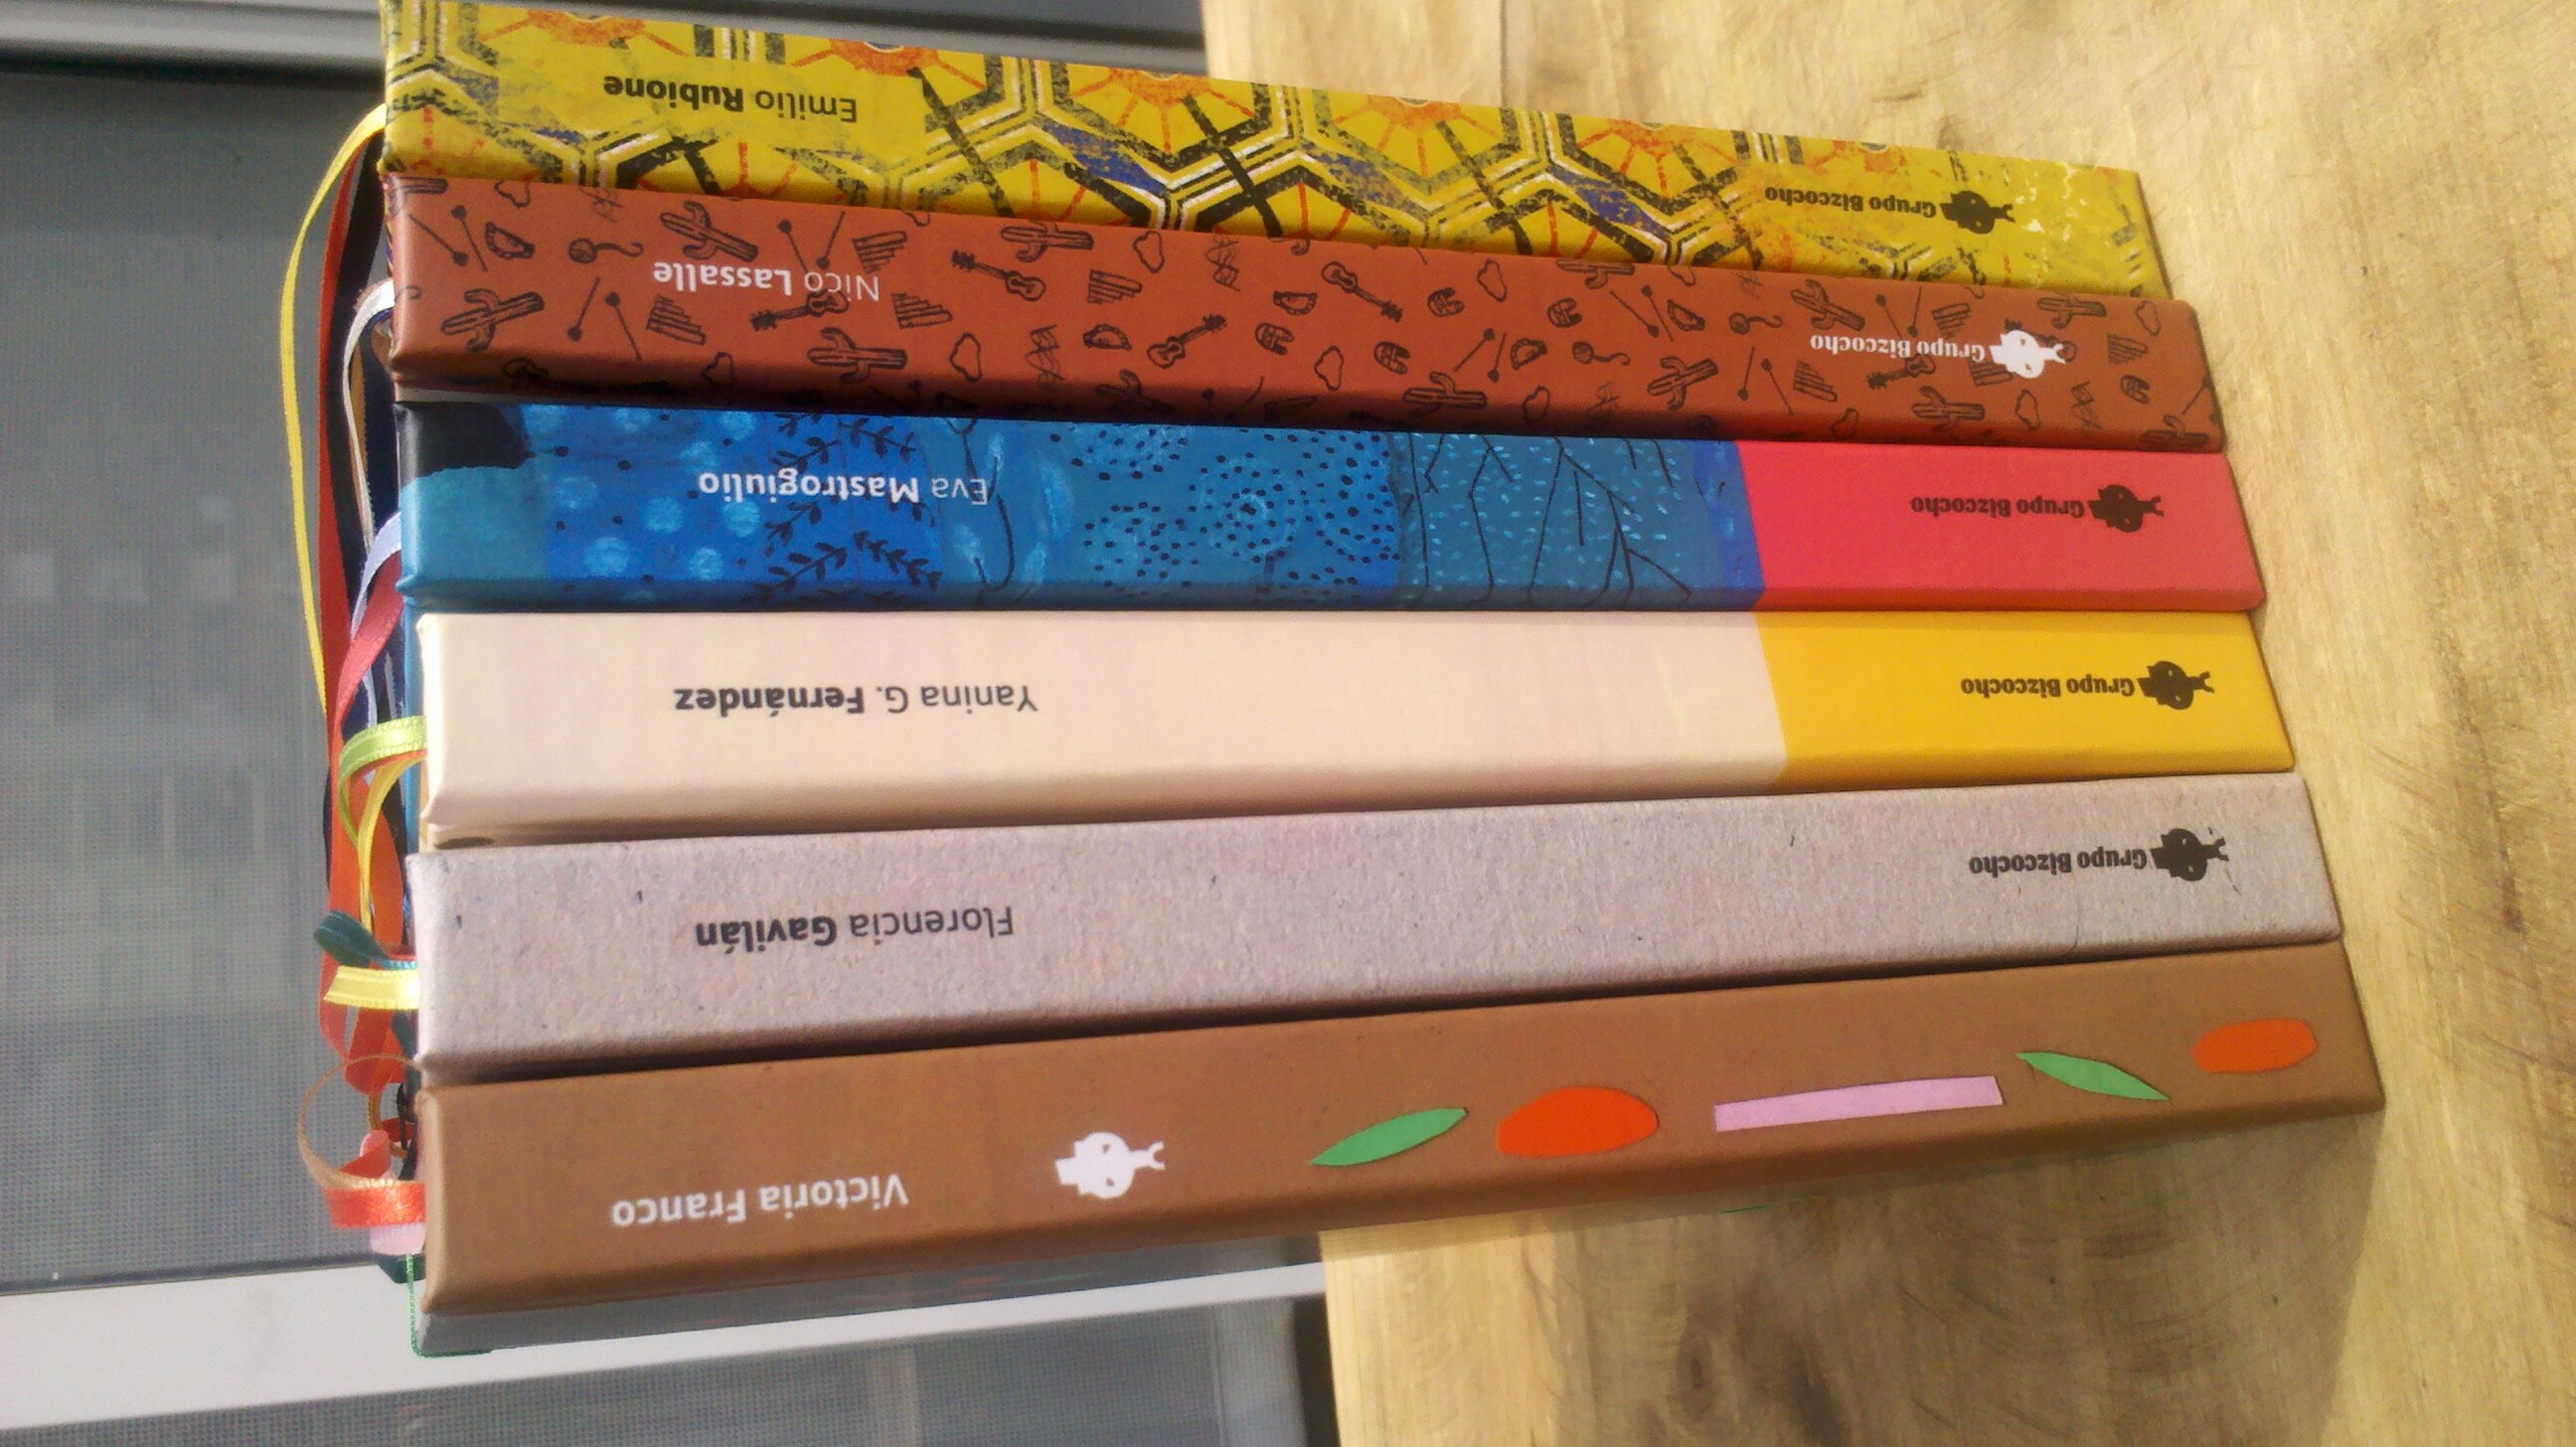 Emilio Rubione
Grupo Bizcocho
Nico Lassalle
Grupo Bizcocho
Eva Mastrogiulio
Grupo Bizcocho
Yanina G. Fernández
Grupo Bizcocho
Florencia Gavilán
Grupo Bizcocho
Victoria Franco